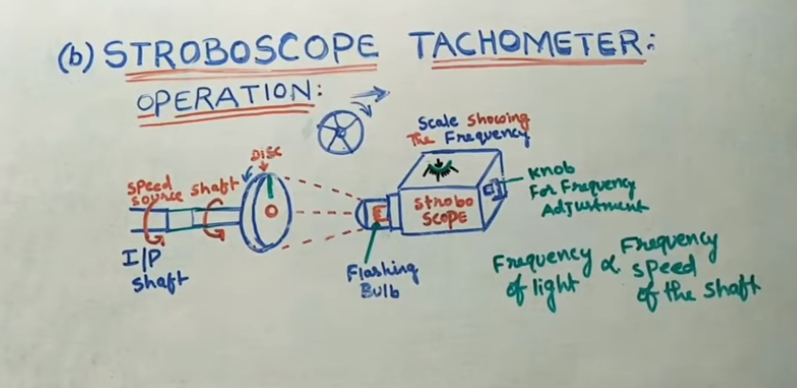 (b) STROBOSCOPE TACHOMETER:
OPERATION:
Scale Showing
The Frequency
DISC
Speed
source
shaft
Knob
For Frequency
Adjustment
Strobo
SCOPE
I/P
shaft
Flashing
Bulb
Frequency
of light
∝
Frequency
speed
of the shaft